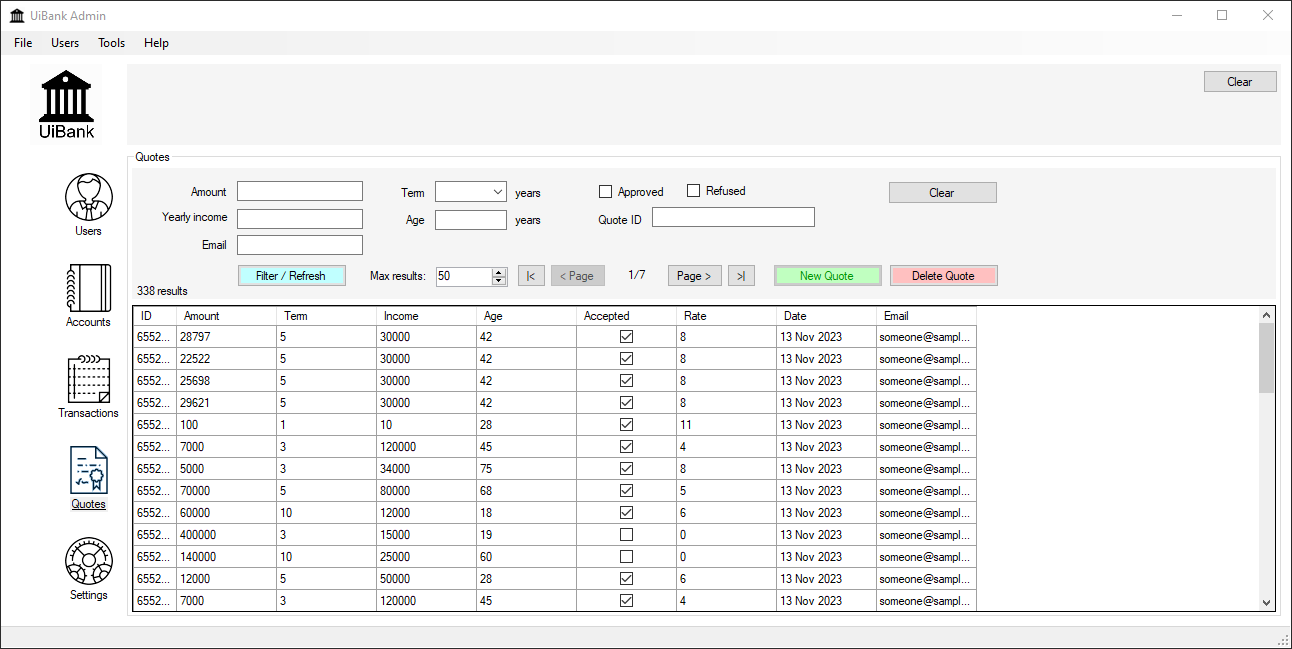 UiBank Admin
File Users Tools Help
UiBank
Clear
Quotes
Amount Term years Approved Refused Clear
Yearly income Age years Quote ID
Email
Filter / Refresh Max results: 50 |< < Page 1/7 Page > >| New Quote Delete Quote
338 results
Users
Accounts
Transactions
Quotes
Settings
ID Amount Term Income Age Accepted Rate Date Email
6552... 28797 5 30000 42 8 13 Nov 2023 someone@sampl...
6552... 22522 5 30000 42 8 13 Nov 2023 someone@sampl...
6552... 25698 5 30000 42 8 13 Nov 2023 someone@sampl...
6552... 29621 5 30000 42 8 13 Nov 2023 someone@sampl...
6552... 100 1 10 28 11 13 Nov 2023 someone@sampl...
6552... 7000 3 120000 45 4 13 Nov 2023 someone@sampl...
6552... 5000 3 34000 75 8 13 Nov 2023 someone@sampl...
6552... 70000 5 80000 68 5 13 Nov 2023 someone@sampl...
6552... 60000 10 12000 18 6 13 Nov 2023 someone@sampl...
6552... 400000 3 15000 19 0 13 Nov 2023 someone@sampl...
6552... 140000 10 25000 60 0 13 Nov 2023 someone@sampl...
6552... 12000 5 50000 28 6 13 Nov 2023 someone@sampl...
6552... 7000 3 120000 45 4 13 Nov 2023 someone@sampl...